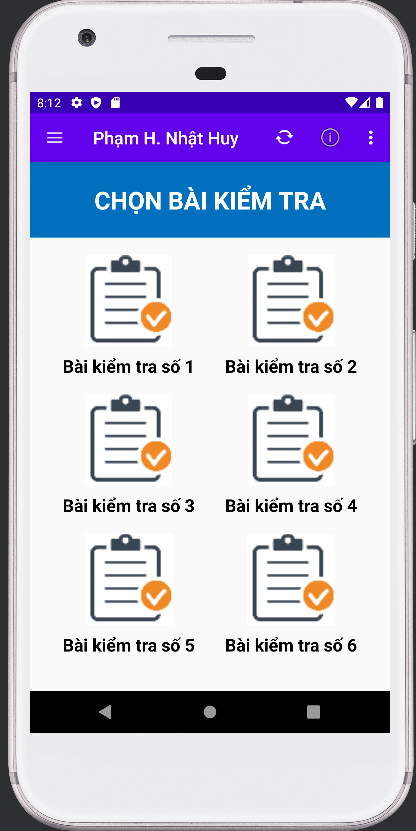 8:12
Phạm H. Nhật Huy
CHỌN BÀI KIỂM TRA
Bài kiểm tra số 1
Bài kiểm tra số 2
Bài kiểm tra số 3
Bài kiểm tra số 4
Bài kiểm tra số 5
Bài kiểm tra số 6